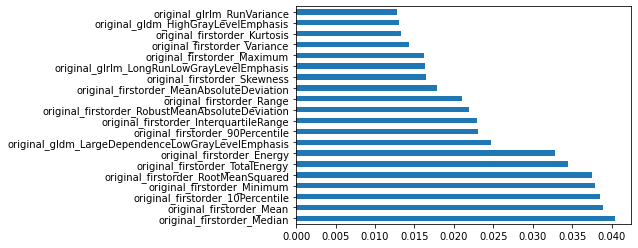 original_glrlm_RunVariance
original_gldm_HighGrayLevelEmphasis
original_firstorder_Kurtosis
original_firstorder_Variance
original_firstorder_Maximum
original_glrlm_LongRunLowGrayLevelEmphasis
original_firstorder_Skewness
original_firstorder_MeanAbsoluteDeviation
original_firstorder_Range
original_firstorder_RobustMeanAbsoluteDeviation
original_firstorder_InterquartileRange
original_firstorder_90Percentile
original_gldm_LargeDependenceLowGrayLevelEmphasis
original_firstorder_Energy
original_firstorder_TotalEnergy
original_firstorder_RootMeanSquared
original_firstorder_Minimum
original_firstorder_10Percentile
original_firstorder_Mean
original_firstorder_Median
0.000 0.005 0.010 0.015 0.020 0.025 0.030 0.035 0.040